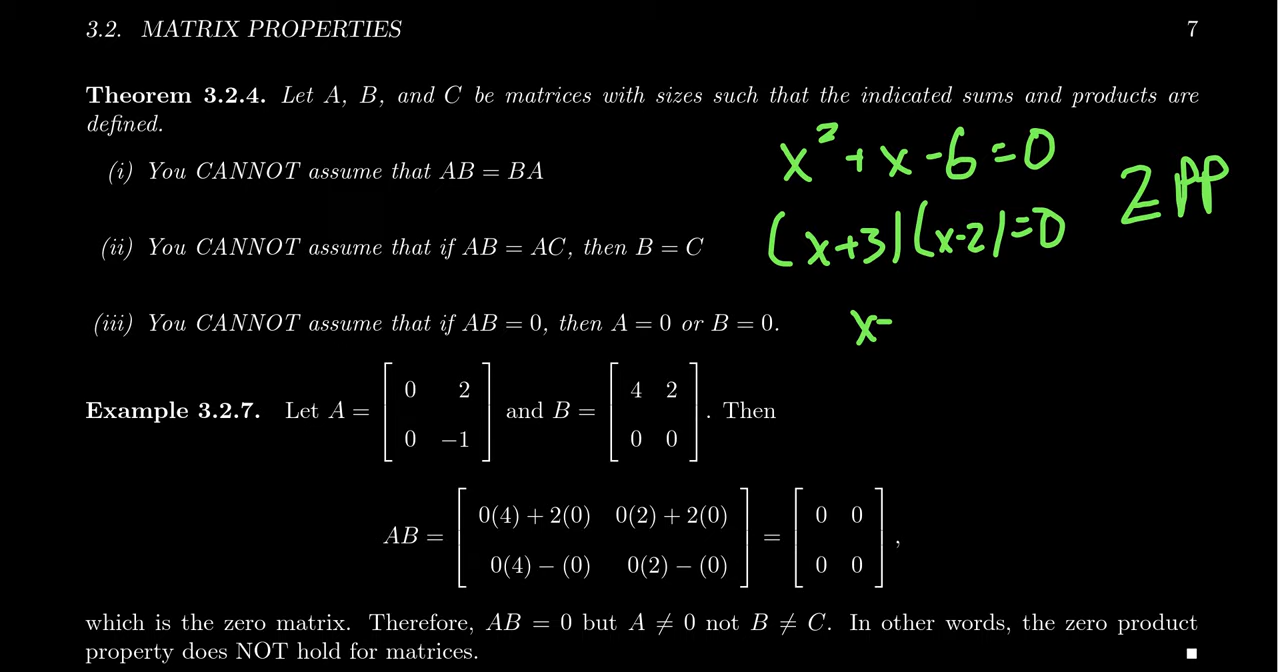 3.2. MATRIX PROPERTIES 7
Theorem 3.2.4. Let A, B, and C be matrices with sizes such that the indicated sums and products are
defined.
x² + x - 6 = 0
(i) You CANNOT assume that AB = BA
ZPP
(x+3)(x-2)=0
(ii) You CANNOT assume that if AB = AC, then B = C
(iii) You CANNOT assume that if AB = 0, then A = 0 or B = 0.
x=
Example 3.2.7. Let A = [ 0 2 ; 0 −1 ] and B = [ 4 2 ; 0 0 ]. Then
AB = [ 0(4) + 2(0) 0(2) + 2(0) ; 0(4) − (0) 0(2) − (0) ] = [ 0 0 ; 0 0 ],
which is the zero matrix. Therefore, AB = 0 but A ≠ 0 not B ≠ C. In other words, the zero product
property does NOT hold for matrices. ■